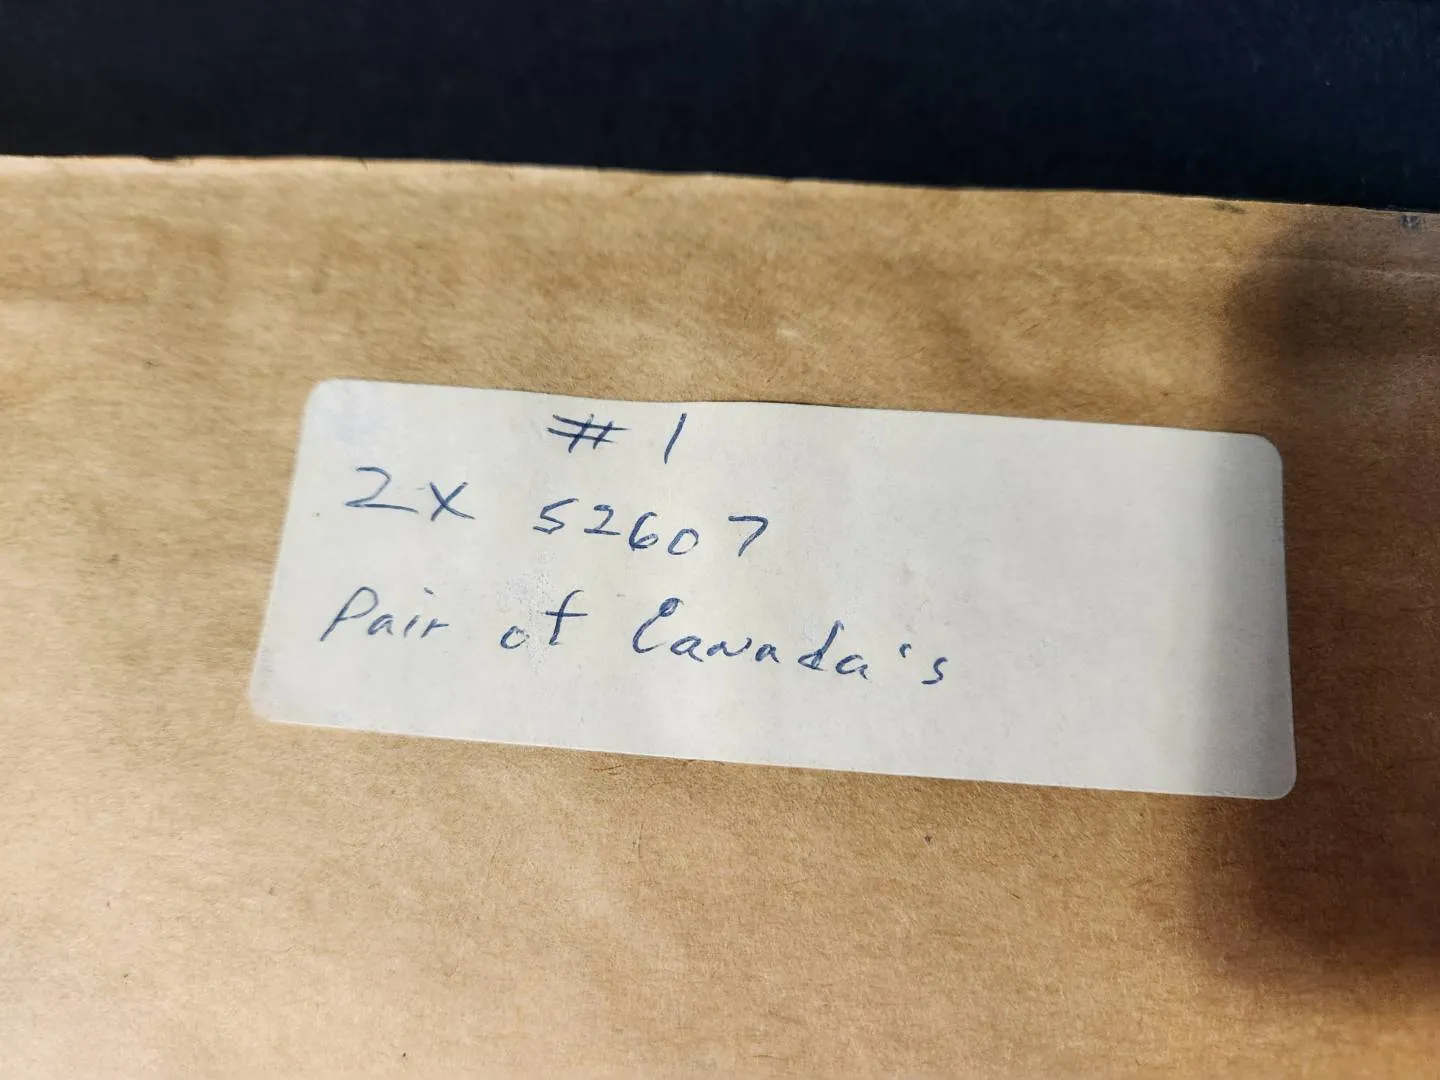 # 1
2x 52607
Pair of Canada's